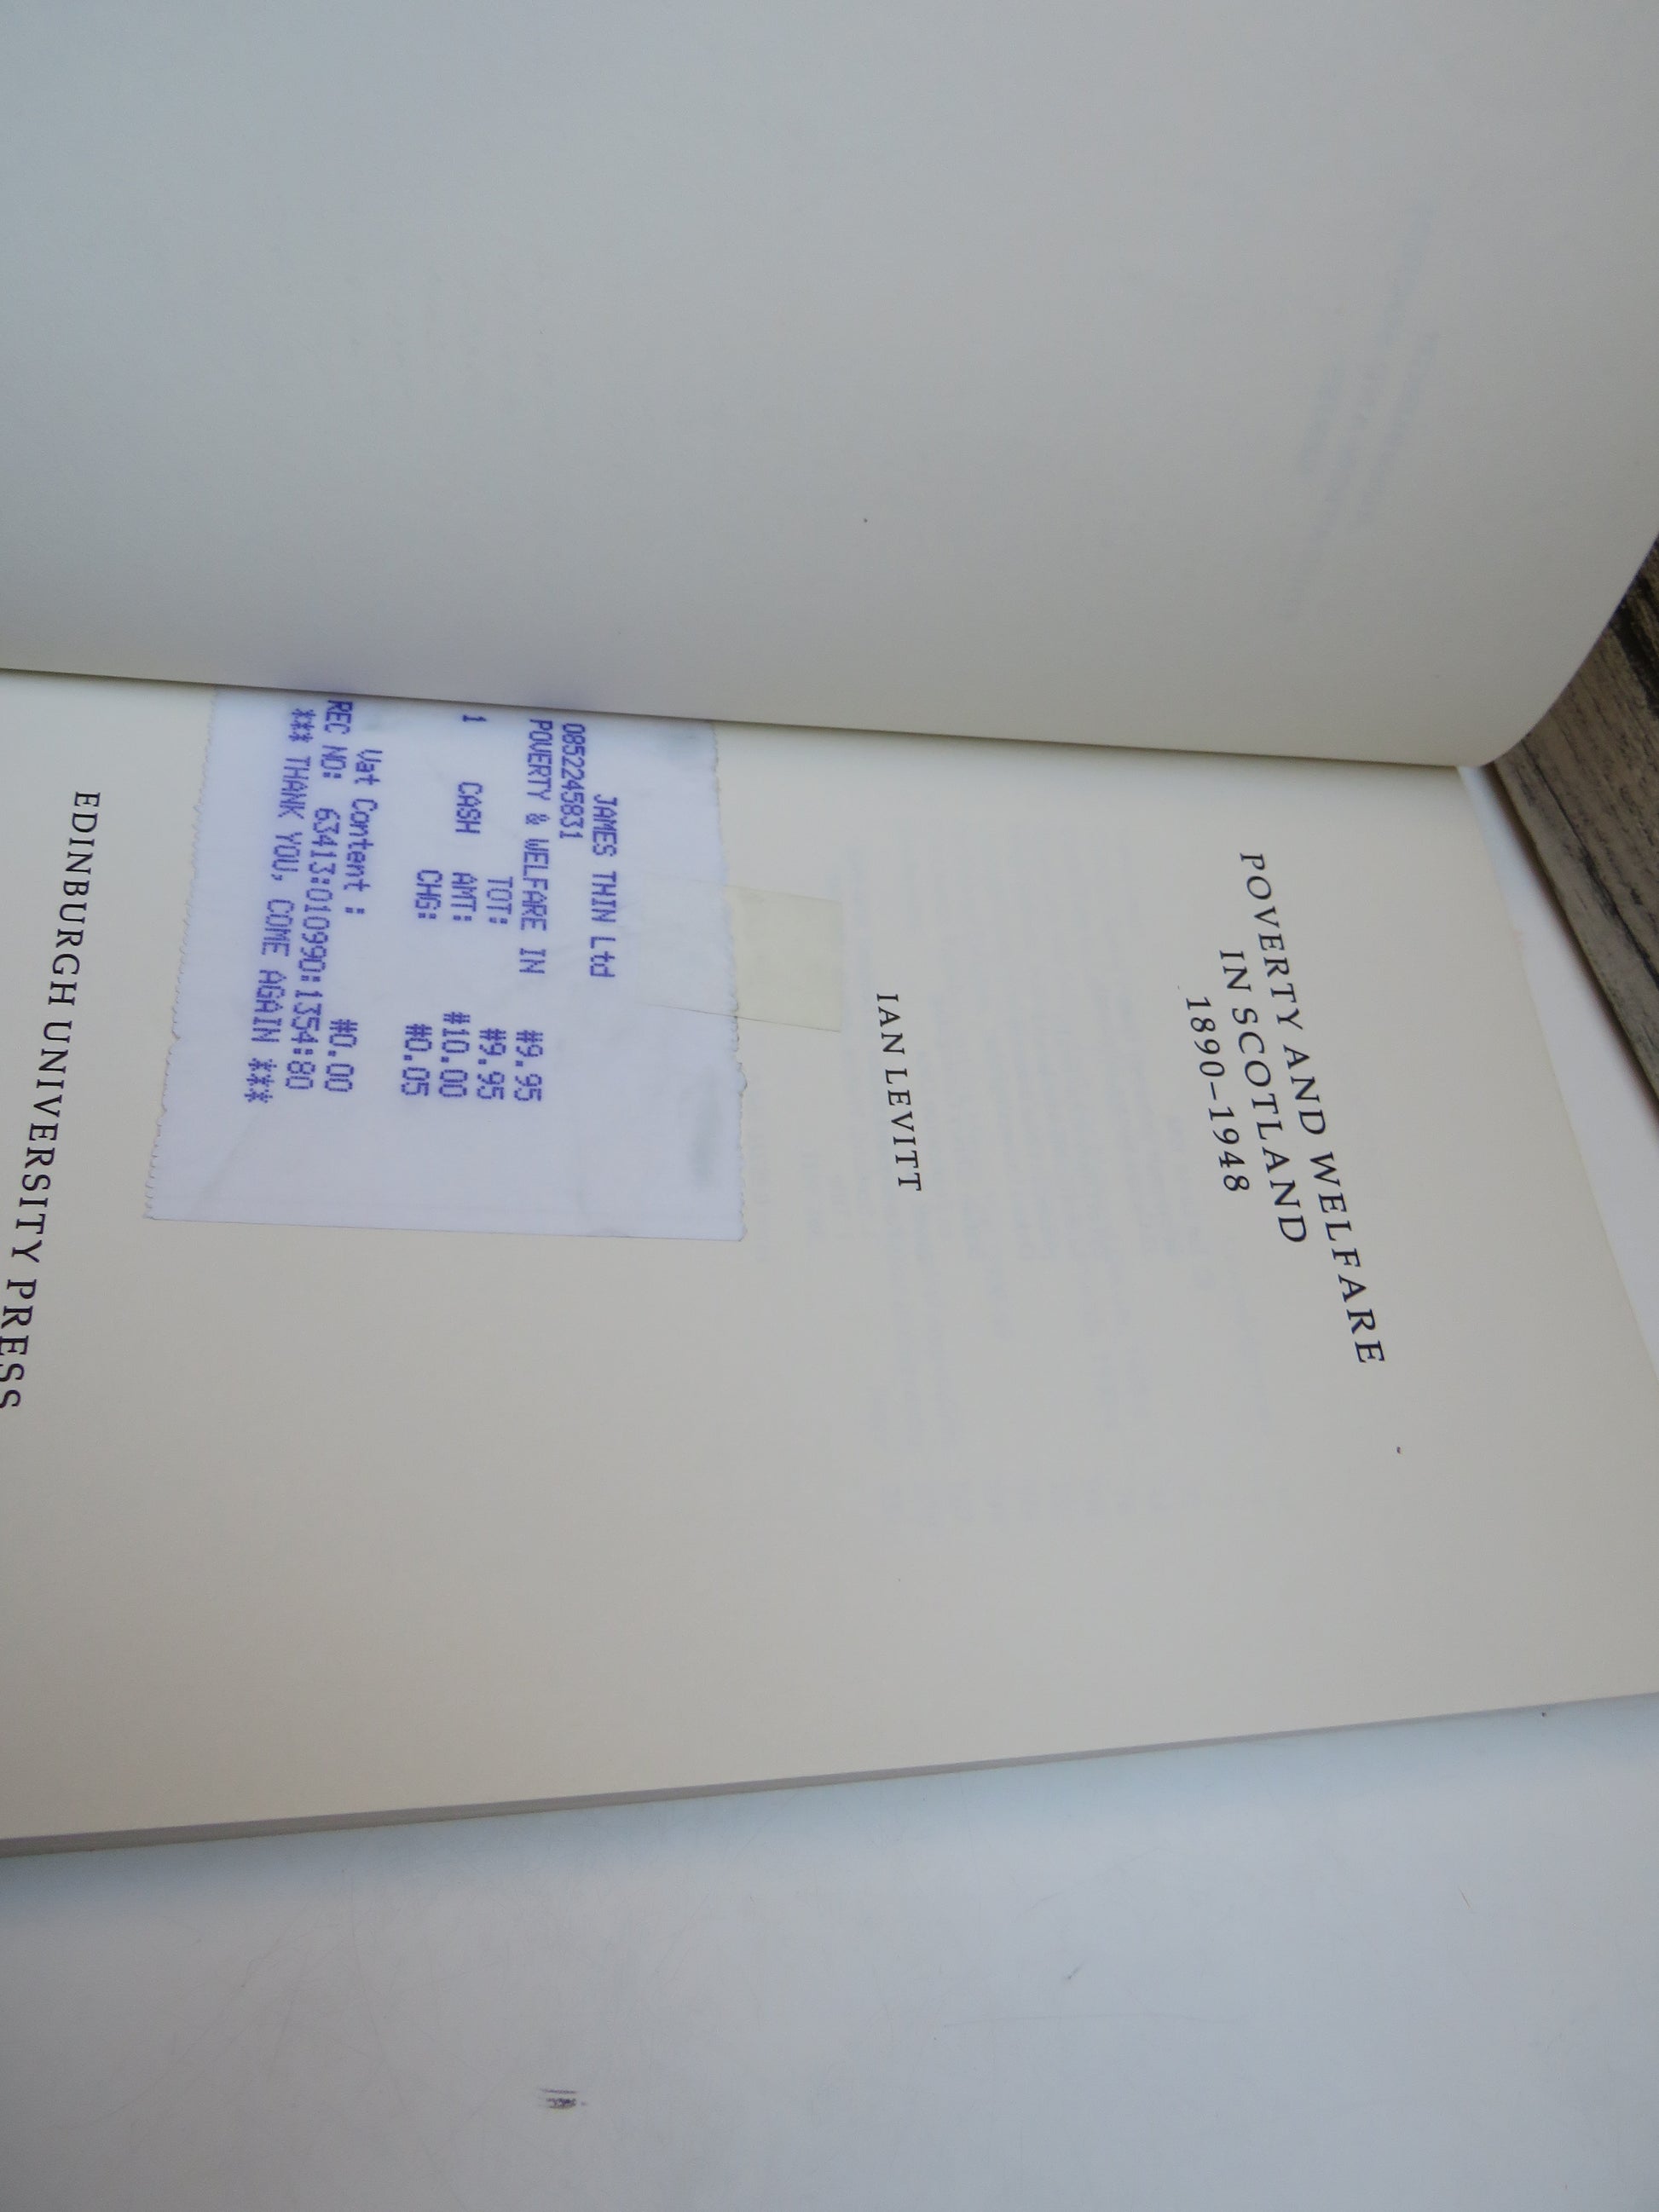 POVERTY AND WELFARE
IN SCOTLAND
1890–1948
IAN LEVITT
JAMES THIN Ltd
0852245831
POVERTY & WELFARE IN #9.95
TOT: #9.95
1 CASH AMT: #10.00
CHG: #0.05
Vat Content : #0.00
REC NO: 63413:010990:1354:80
*** THANK YOU, COME AGAIN ***
EDINBURGH UNIVERSITY PRESS